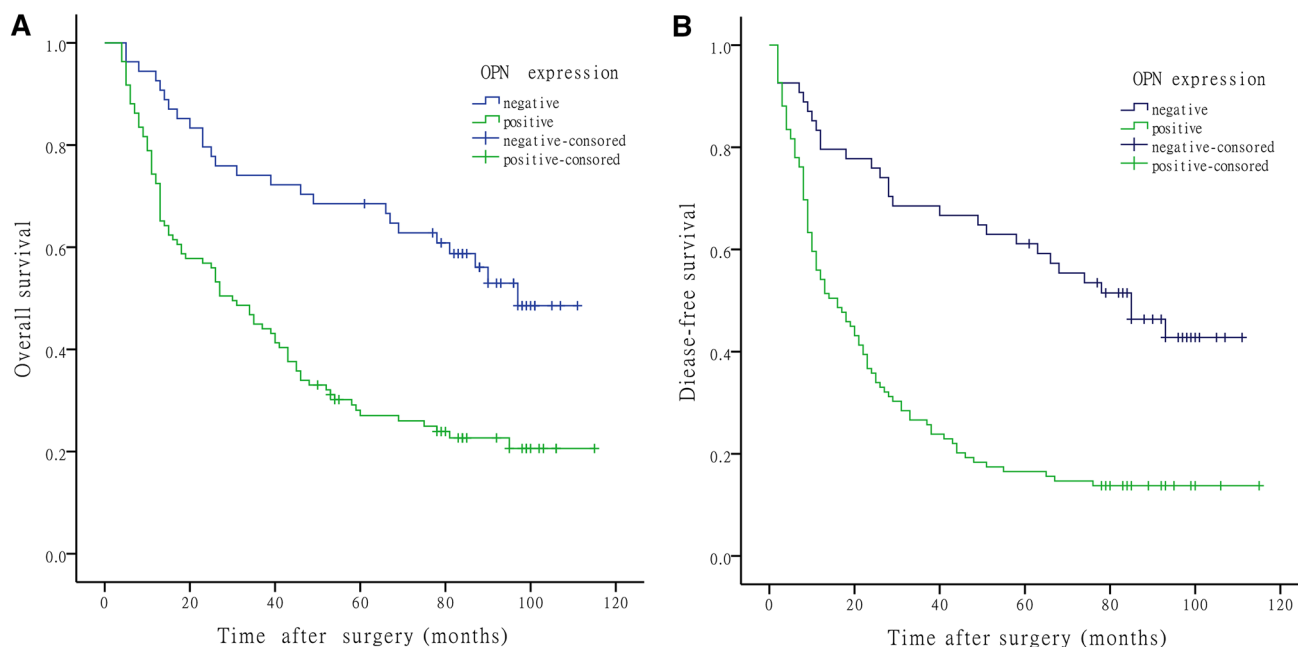 A
1.0
0.8
0.6
0.4
0.2
0.0
Overall survival
OPN expression
negative
positive
negative-consored
positive-consored
0 20 40 60 80 100 120
Time after surgery (months)
B
1.0
0.8
0.6
0.4
0.2
0.0
Diease-free survival
OPN expression
negative
positive
negative-consored
positive-consored
0 20 40 60 80 100 120
Time after surgery (months)